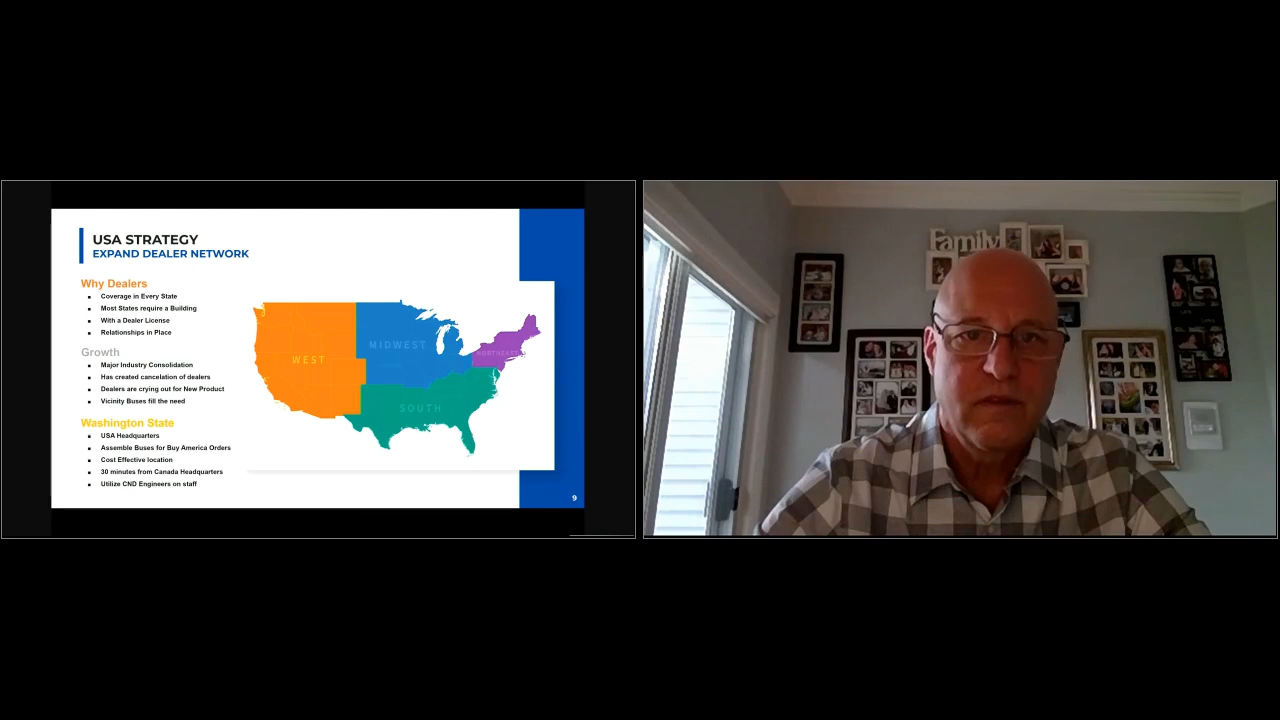 USA STRATEGY
EXPAND DEALER NETWORK
Why Dealers
Coverage in Every State
Most States require a Building
With a Dealer License
Relationships in Place
Growth
Major Industry Consolidation
Has created cancelation of dealers
Dealers are crying out for New Product
Vicinity Buses fill the need
Washington State
USA Headquarters
Assemble Buses for Buy America Orders
Cost Effective location
30 minutes from Canada Headquarters
Utilize CND Engineers on staff
WEST
MIDWEST
NORTHEAST
SOUTH
9
Family